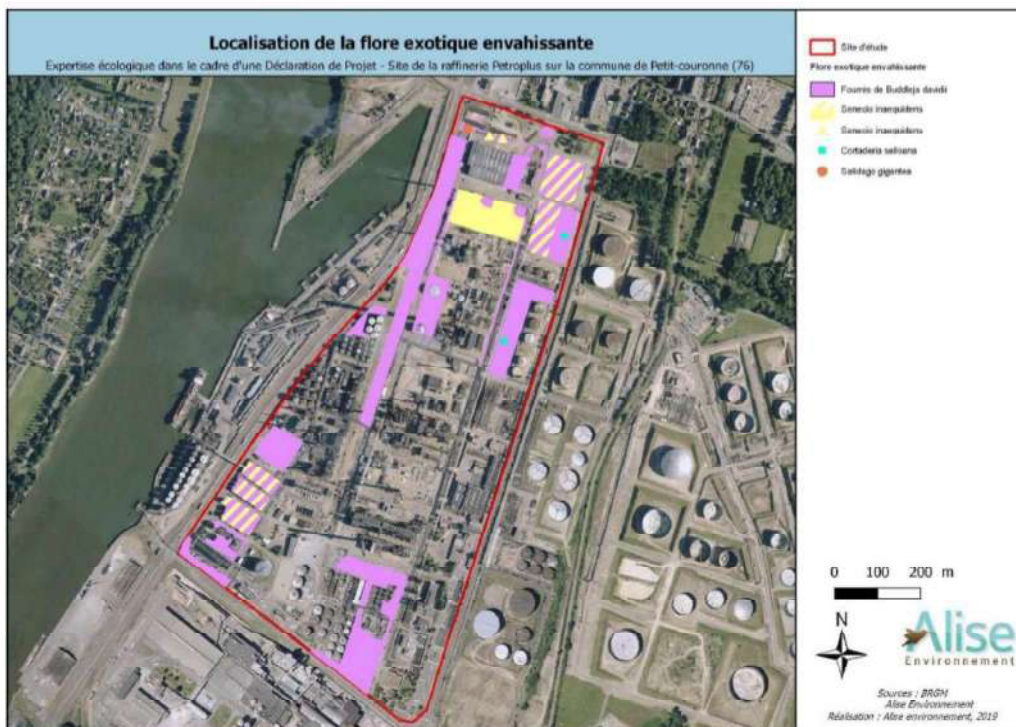 Localisation de la flore exotique envahissante
Expertise écologique dans le cadre d'une Déclaration de Projet - Site de la raffinerie Petroplus sur la commune de Petit-couronne (76)
Site d'étude
Flore exotique envahissante
Fourrés de Buddleja davidii
Senecio inaequidens
Senecio inaequidens
Cortaderia selloana
Solidago gigantea
0 100 200 m
N
Alise
Environnement
Sources : BRGM
Alise Environnement
Réalisation : Alise environnement, 2019